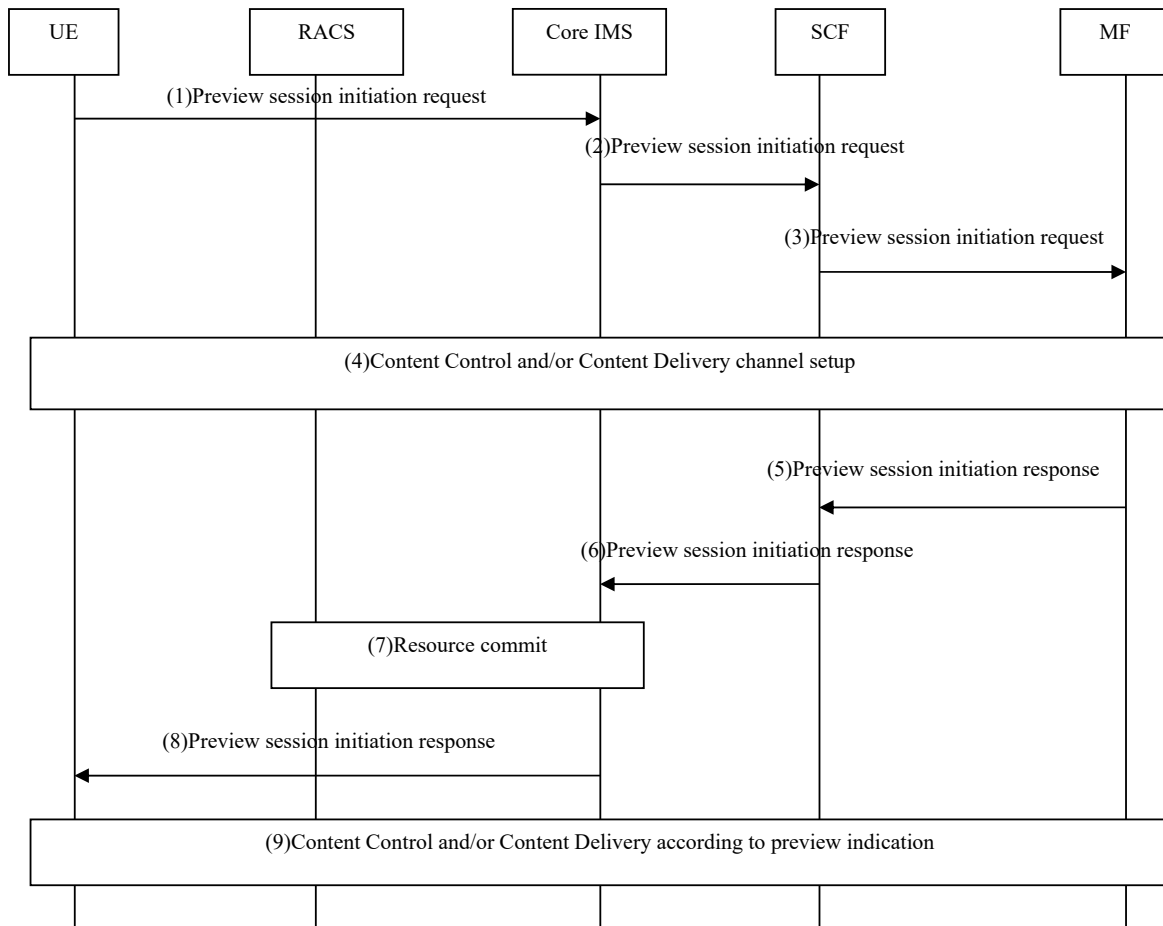 UE
RACS
Core IMS
SCF
MF
(1)Preview session initiation request
(2)Preview session initiation request
(3)Preview session initiation request
(4)Content Control and/or Content Delivery channel setup
(5)Preview session initiation response
(6)Preview session initiation response
(7)Resource commit
(8)Preview session initiation response
(9)Content Control and/or Content Delivery according to preview indication